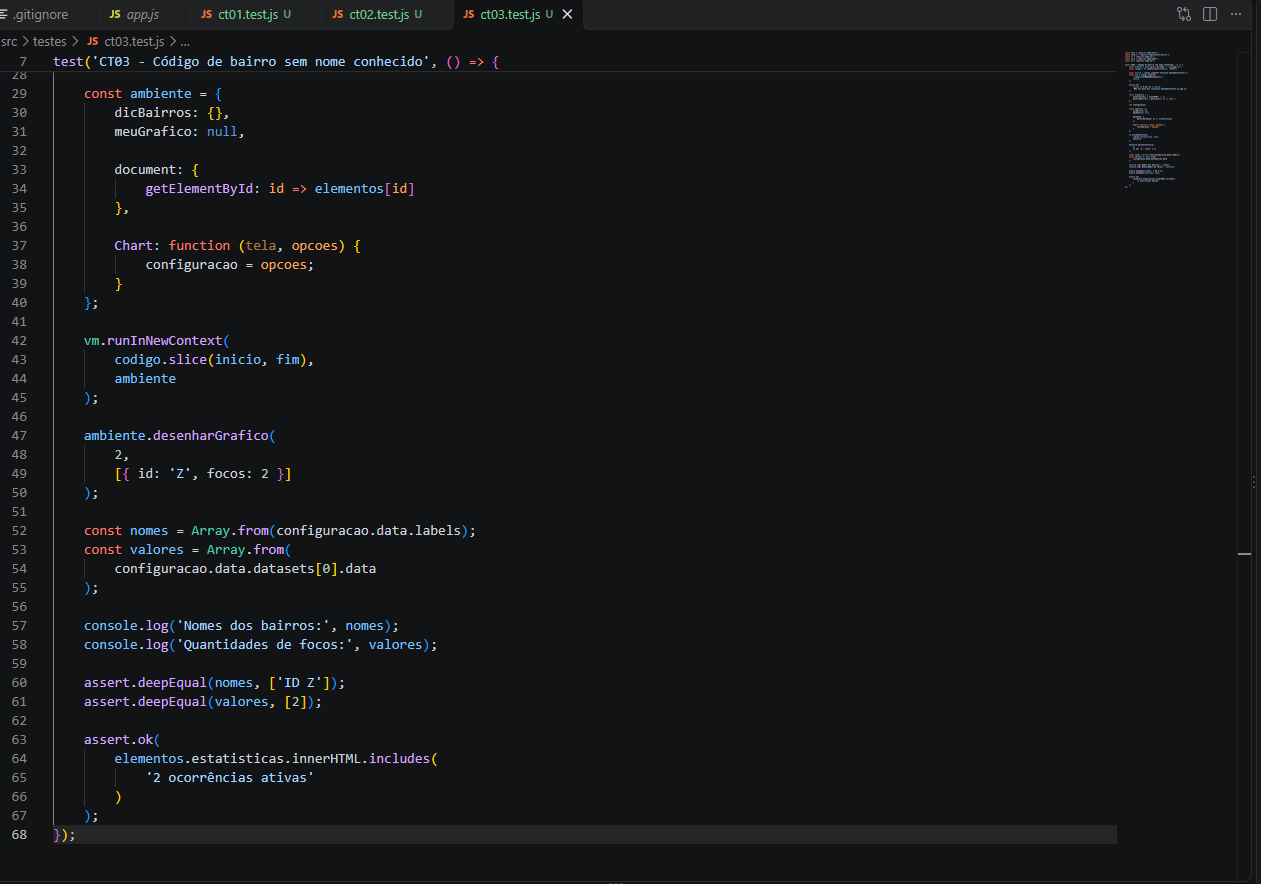 .gitignore
JS app.js
JS ct01.test.js U
JS ct02.test.js U
JS ct03.test.js U
src > testes > JS ct03.test.js > ...
7 test('CT03 - Código de bairro sem nome conhecido', () => {
28
29 const ambiente = {
30 dicBairros: {},
31 meuGrafico: null,
32
33 document: {
34 getElementById: id => elementos[id]
35 },
36
37 Chart: function (tela, opcoes) {
38 configuracao = opcoes;
39 }
40 };
41
42 vm.runInNewContext(
43 codigo.slice(inicio, fim),
44 ambiente
45 );
46
47 ambiente.desenharGrafico(
48 2,
49 [{ id: 'Z', focos: 2 }]
50 );
51
52 const nomes = Array.from(configuracao.data.labels);
53 const valores = Array.from(
54 configuracao.data.datasets[0].data
55 );
56
57 console.log('Nomes dos bairros:', nomes);
58 console.log('Quantidades de focos:', valores);
59
60 assert.deepEqual(nomes, ['ID Z']);
61 assert.deepEqual(valores, [2]);
62
63 assert.ok(
64 elementos.estatisticas.innerHTML.includes(
65 '2 ocorrências ativas'
66 )
67 );
68 });